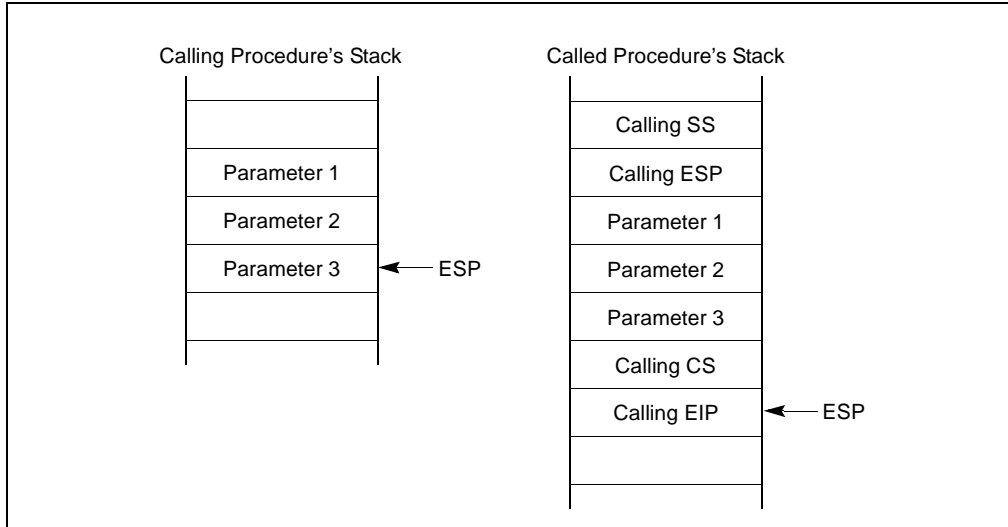 Calling Procedure's Stack
Parameter 1
Parameter 2
Parameter 3
ESP
Called Procedure's Stack
Calling SS
Calling ESP
Parameter 1
Parameter 2
Parameter 3
Calling CS
Calling EIP
ESP